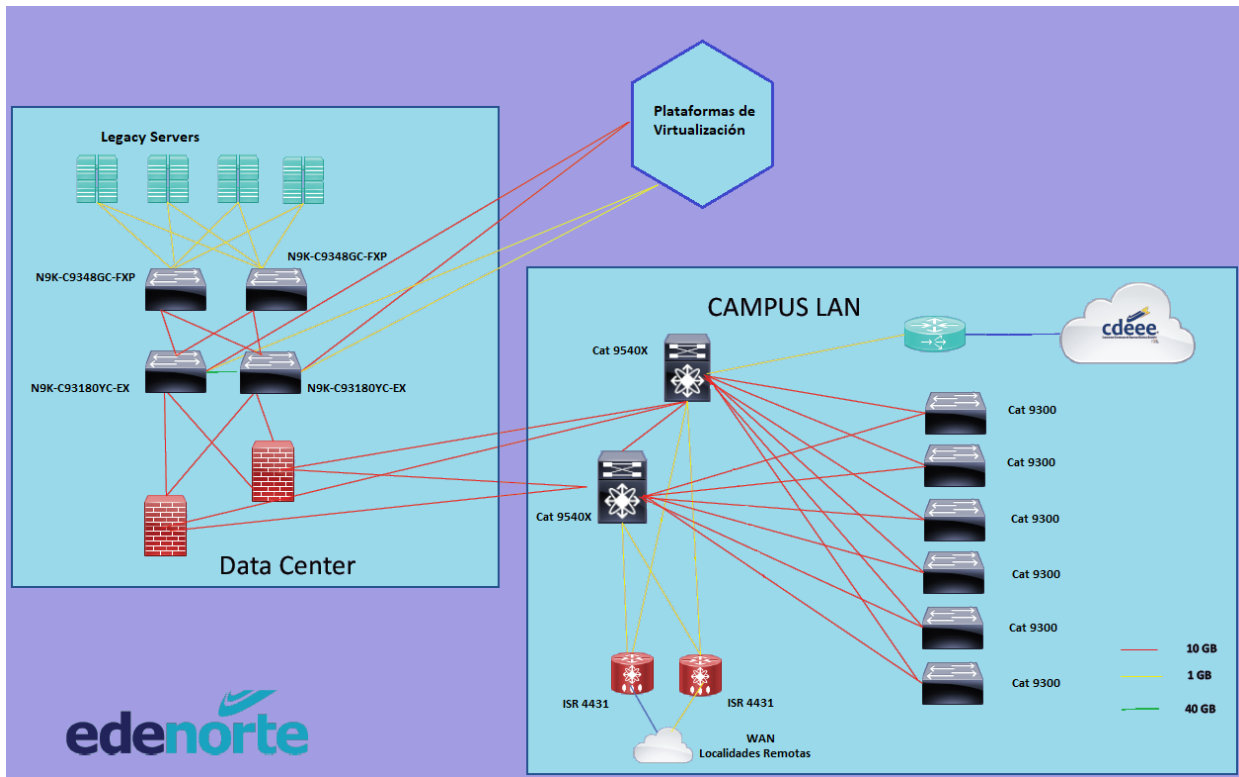 Plataformas de
Virtualización
Legacy Servers
N9K-C9348GC-FXP
N9K-C9348GC-FXP
N9K-C93180YC-EX
N9K-C93180YC-EX
Data Center
CAMPUS LAN
Cat 9540X
Cat 9540X
cdeee
Cat 9300
Cat 9300
Cat 9300
Cat 9300
Cat 9300
Cat 9300
ISR 4431
ISR 4431
WAN
Localidades Remotas
10 GB
1 GB
40 GB
edenorte